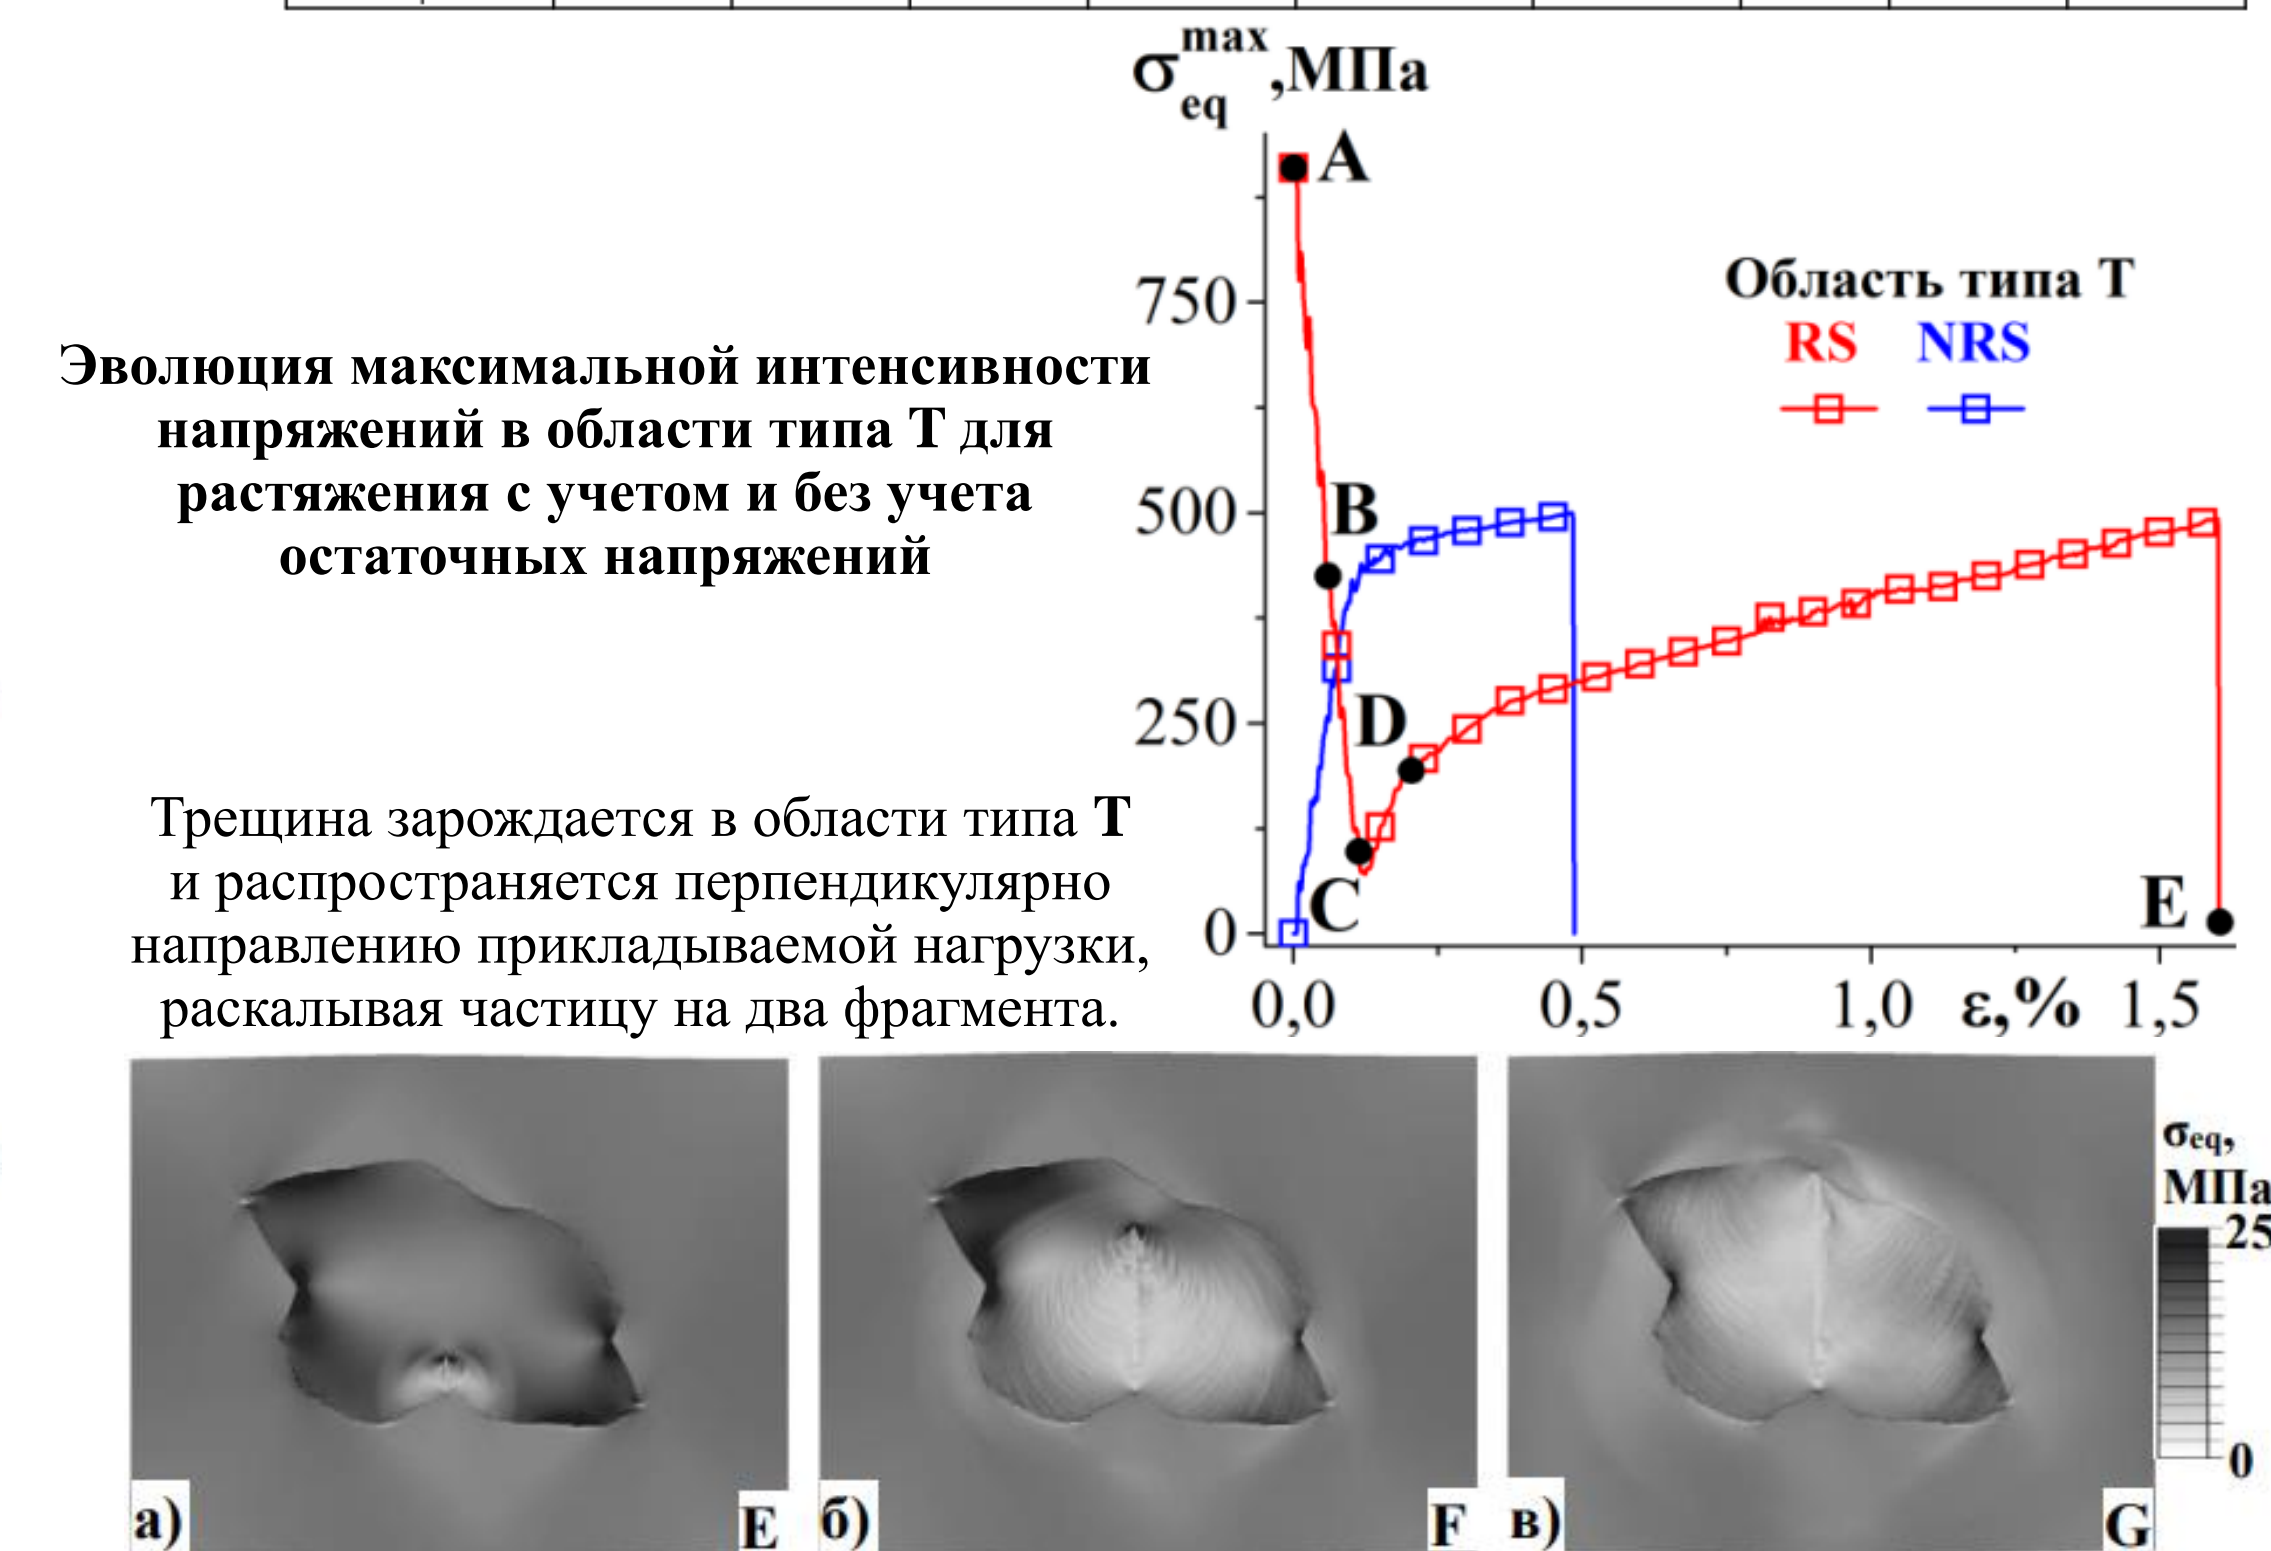 σ max eq ,МПа
A
750
Область типа Т
RS NRS
Эволюция максимальной интенсивности
напряжений в области типа Т для
растяжения с учетом и без учета
остаточных напряжений
500
B
250
D
Трещина зарождается в области типа Т
и распространяется перпендикулярно
направлению прикладываемой нагрузки,
раскалывая частицу на два фрагмента.
C
E
0
0,0 0,5 1,0 ε,% 1,5
σeq,
МПа
25
0
а) E б) F в) G